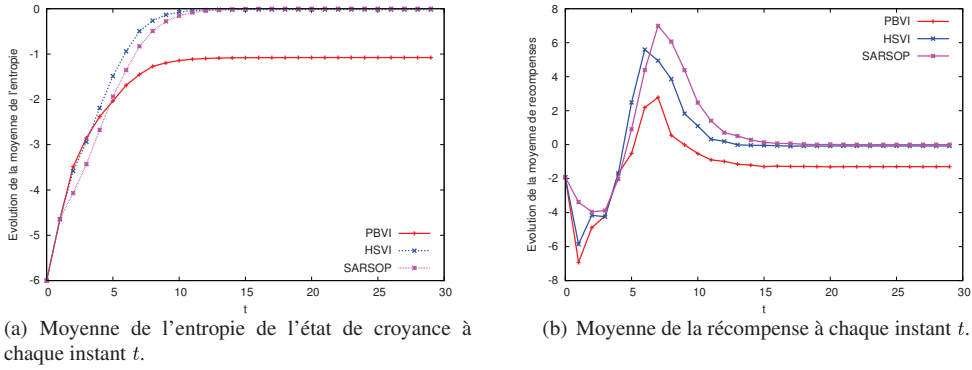 Evolution de la moyenne de l'entropie
0
-1
-2
-3
-4
-5
-6
0
5
10
15
20
25
30
t
PBVI
HSVI
SARSOP
(a) Moyenne de l'entropie de l'état de croyance à
chaque instant t.
Evolution de la moyenne de recompenses
8
6
4
2
0
-2
-4
-6
-8
0
5
10
15
20
25
30
t
PBVI
HSVI
SARSOP
(b) Moyenne de la récompense à chaque instant t.